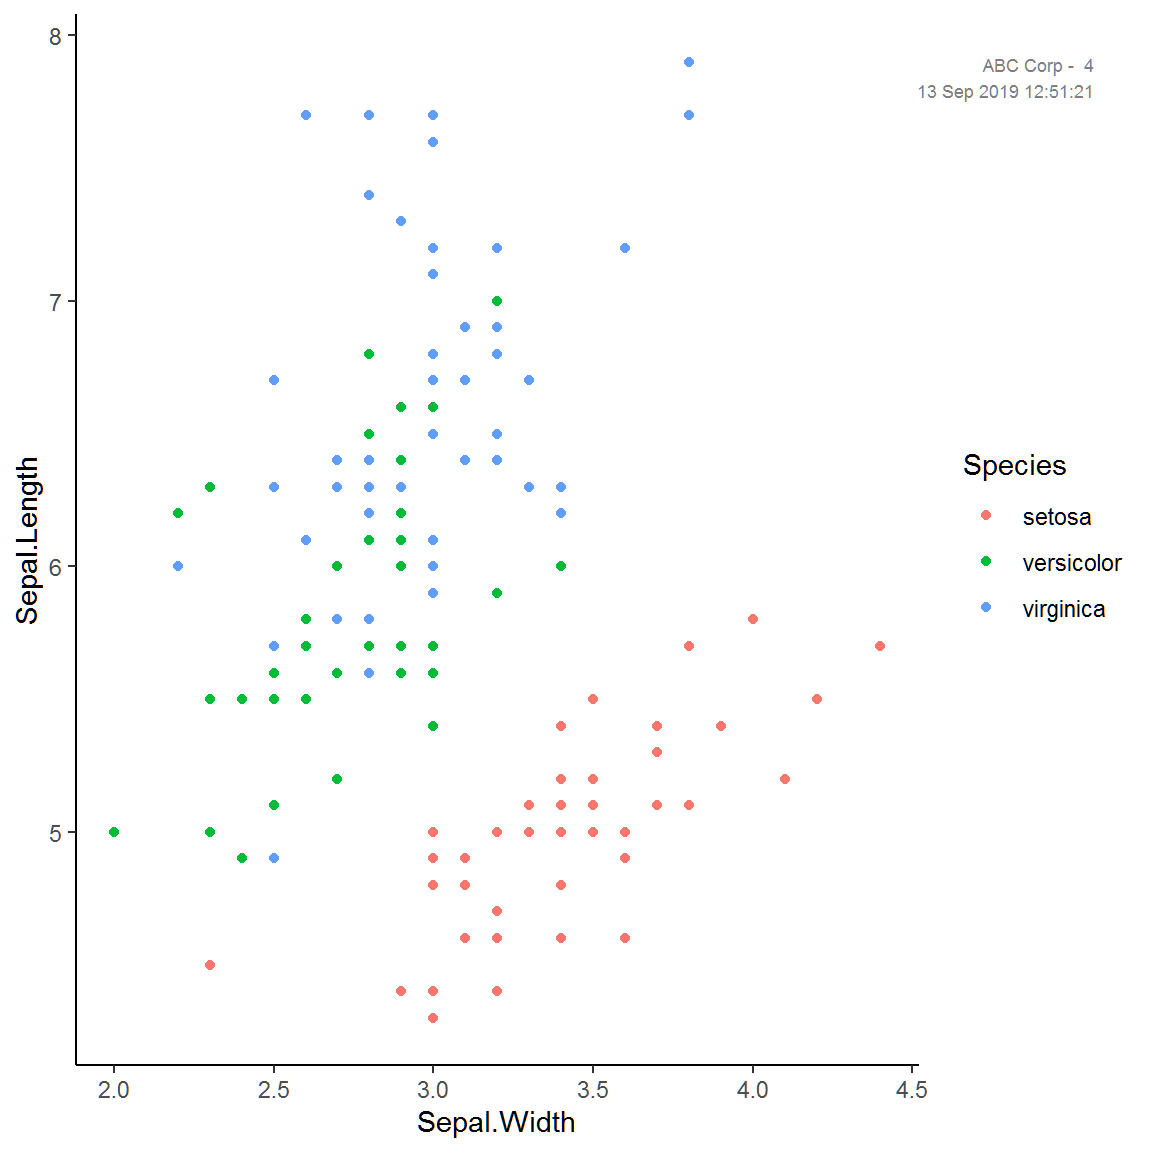 ABC Corp - 4
13 Sep 2019 12:51:21
8
7
6
5
Sepal.Length
2.0 2.5 3.0 3.5 4.0 4.5
Sepal.Width
Species
setosa
versicolor
virginica